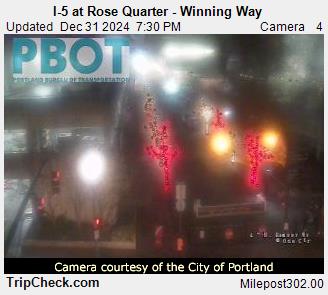 I-5 at Rose Quarter - Winning Way
Updated Dec 31 2024 7:30 PM Camera 4
PBOT
PORTLAND BUREAU OF TRANSPORTATION
Camera courtesy of the City of Portland
TripCheck.com Milepost302.00